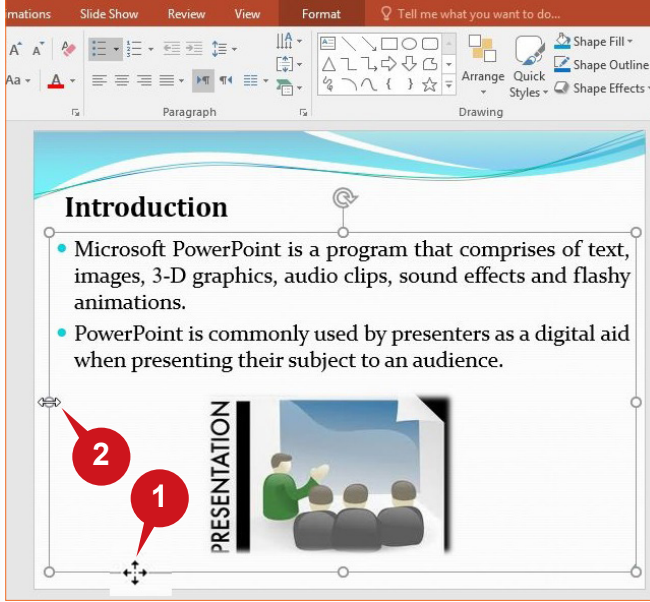 mations Slide Show Review View Format Tell me what you want to do...
A A Shape Fill
Aa A Arrange Quick Styles Shape Outline
Shape Effects
Paragraph Drawing
Introduction
Microsoft PowerPoint is a program that comprises of text,
images, 3-D graphics, audio clips, sound effects and flashy
animations.
PowerPoint is commonly used by presenters as a digital aid
when presenting their subject to an audience.
PRESENTATION
2
1